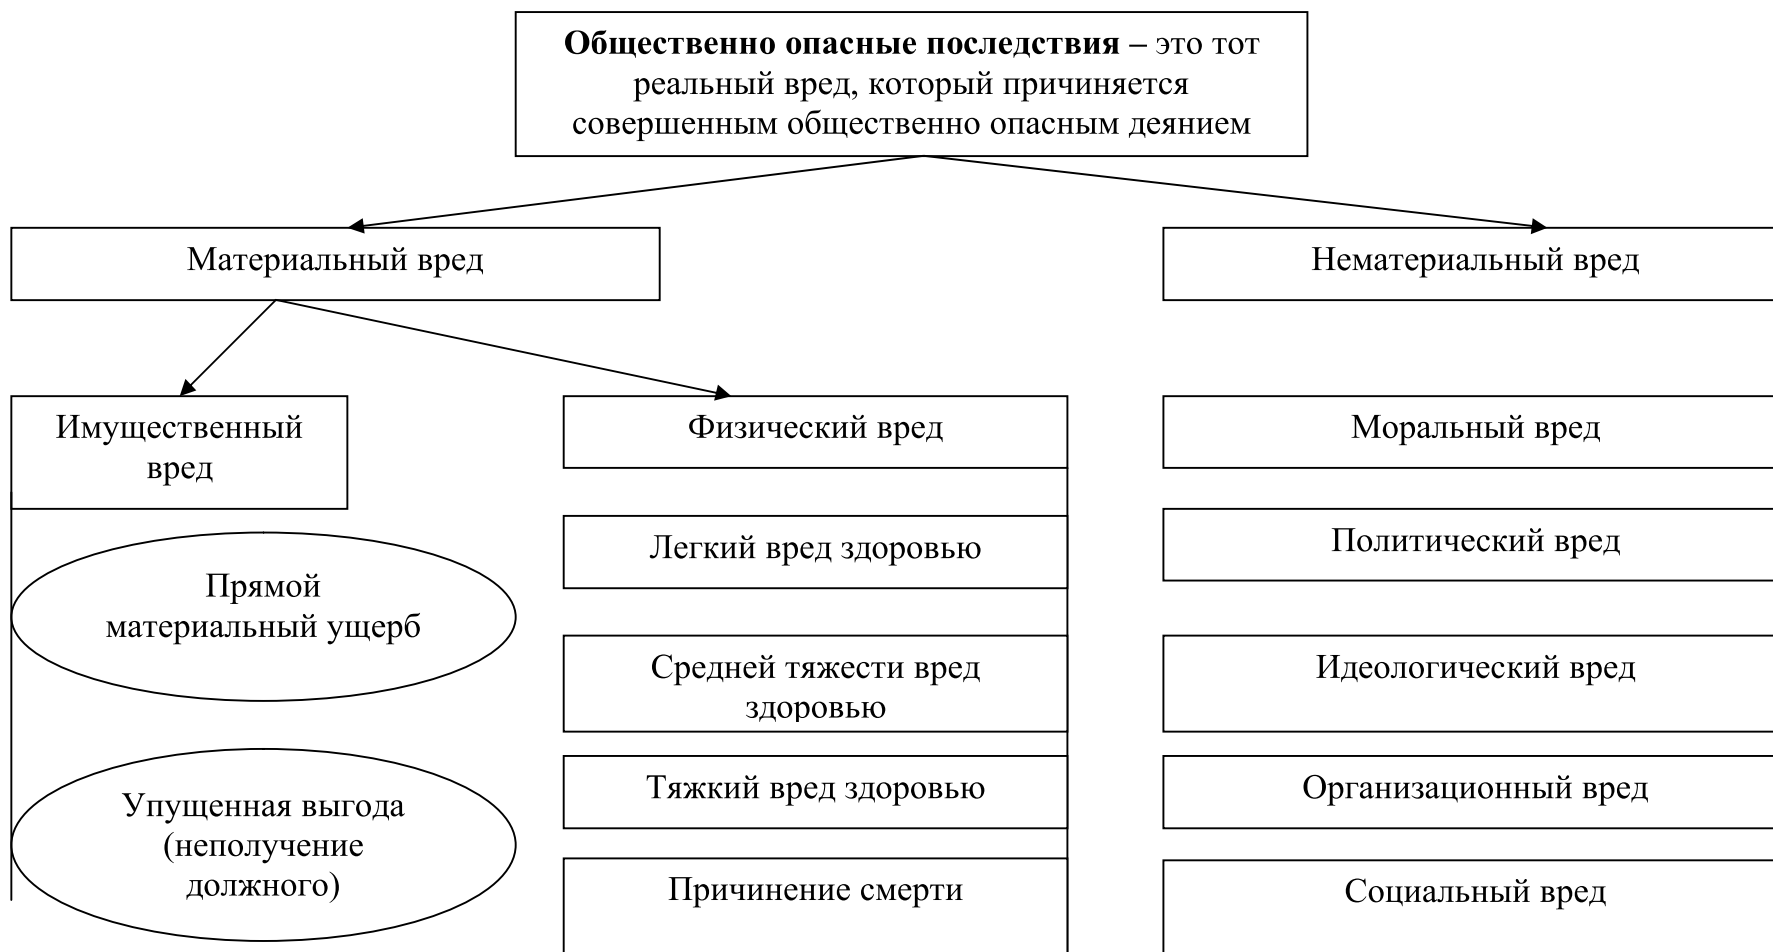 Общественно опасные последствия – это тот
реальный вред, который причиняется
совершенным общественно опасным деянием
Материальный вред
Нематериальный вред
Имущественный
вред
Прямой
материальный ущерб
Упущенная выгода
(неполучение
должного)
Физический вред
Легкий вред здоровью
Средней тяжести вред
здоровью
Тяжкий вред здоровью
Причинение смерти
Моральный вред
Политический вред
Идеологический вред
Организационный вред
Социальный вред